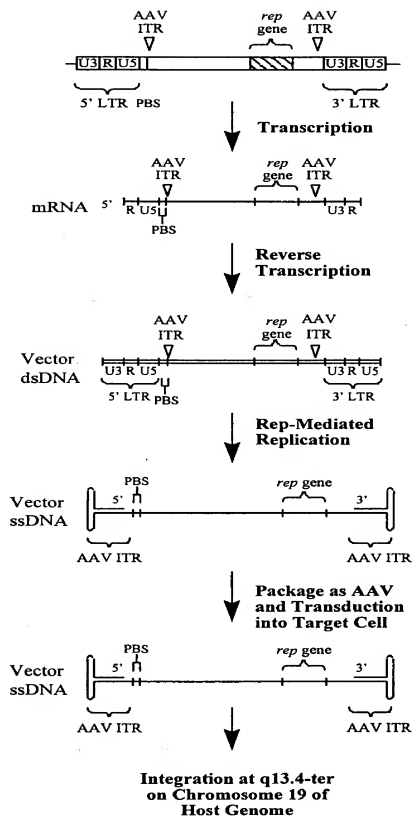 AAV ITR
rep gene
AAV ITR
U3 R U5
U3 R U5
5' LTR PBS
3' LTR
Transcription
AAV ITR
rep gene
AAV ITR
mRNA
5'
R U5
U3 R
PBS
Reverse
Transcription
AAV ITR
rep gene
AAV ITR
Vector
dsDNA
U3 R U5
U3 R U5
5' LTR
PBS
3' LTR
Rep-Mediated
Replication
PBS
Vector
ssDNA
5'
rep gene
3'
AAV ITR
AAV ITR
Package as AAV
and Transduction
into Target Cell
PBS
Vector
ssDNA
5'
rep gene
3'
AAV ITR
AAV ITR
Integration at q13.4-ter
on Chromosome 19 of
Host Genome